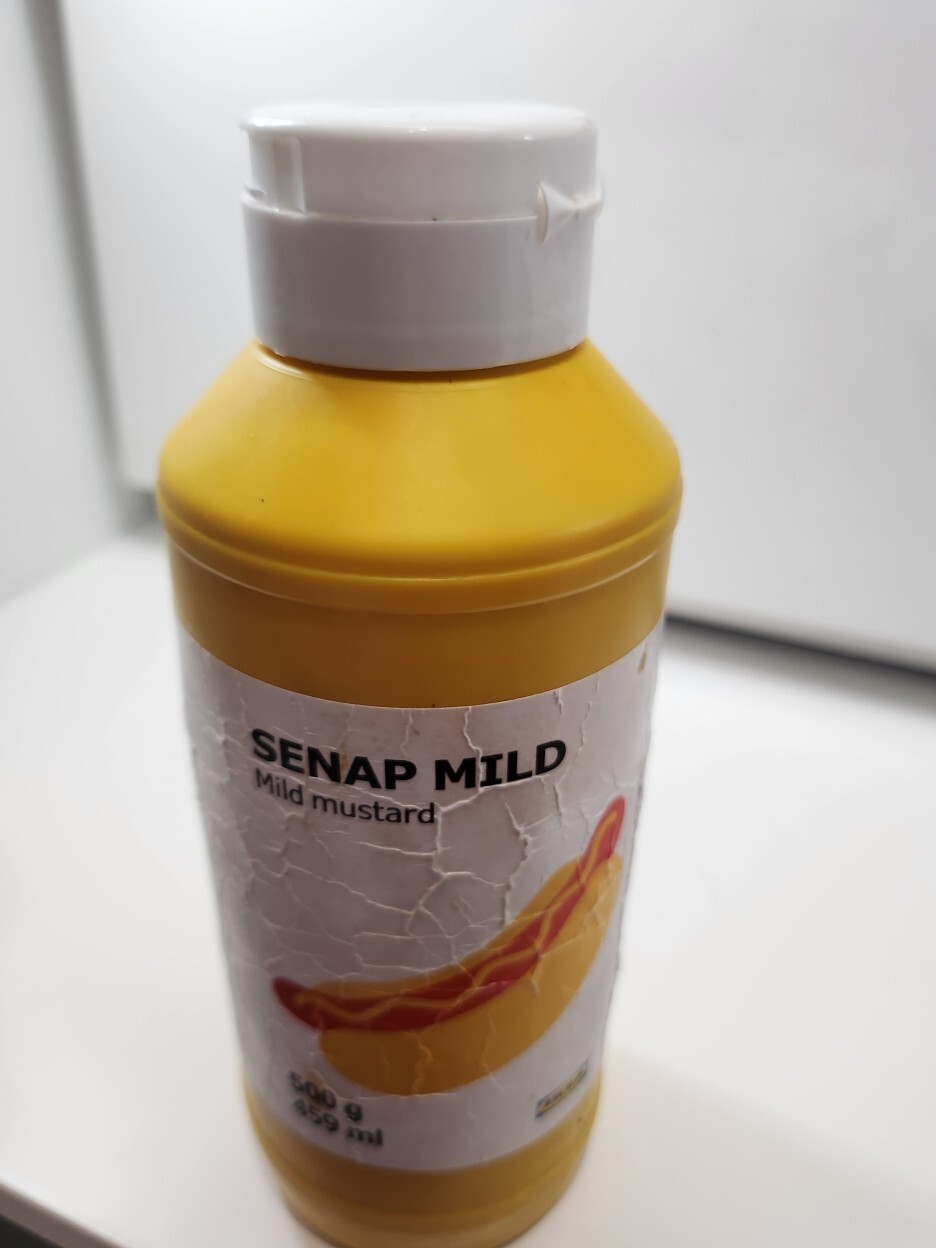 SENAP MILD
Mild mustard
500 g
459 ml